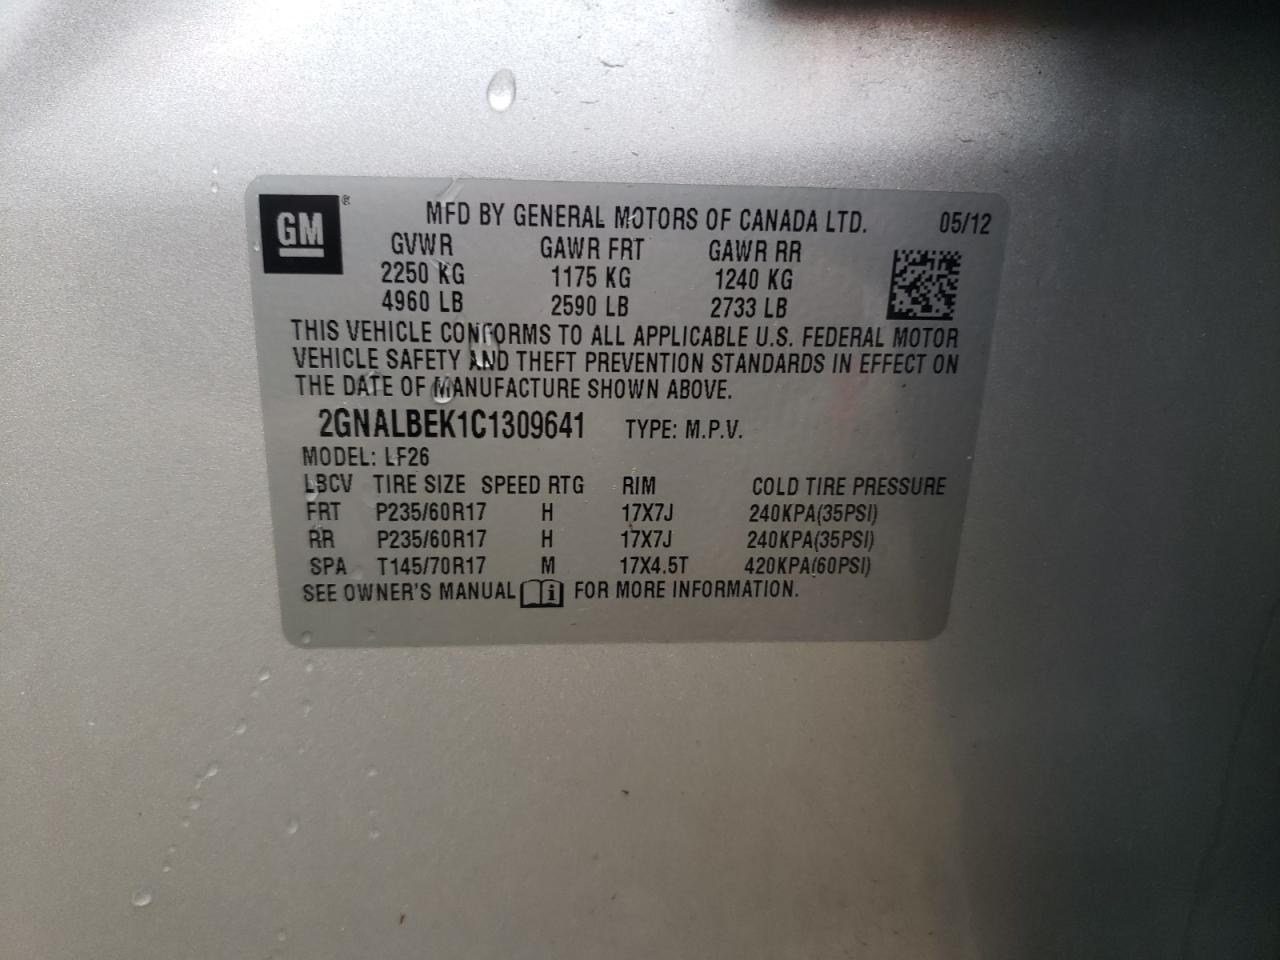 GM ® MFD BY GENERAL MOTORS OF CANADA LTD. 05/12
GVWR GAWR FRT GAWR RR
2250 KG 1175 KG 1240 KG
4960 LB 2590 LB 2733 LB
THIS VEHICLE CONFORMS TO ALL APPLICABLE U.S. FEDERAL MOTOR
VEHICLE SAFETY AND THEFT PREVENTION STANDARDS IN EFFECT ON
THE DATE OF MANUFACTURE SHOWN ABOVE.
2GNALBEK1C1309641 TYPE: M.P.V.
MODEL: LF26
LBCV TIRE SIZE SPEED RTG RIM COLD TIRE PRESSURE
FRT P235/60R17 H 17X7J 240KPA(35PSI)
RR P235/60R17 H 17X7J 240KPA(35PSI)
SPA T145/70R17 M 17X4.5T 420KPA(60PSI)
SEE OWNER'S MANUAL i FOR MORE INFORMATION.